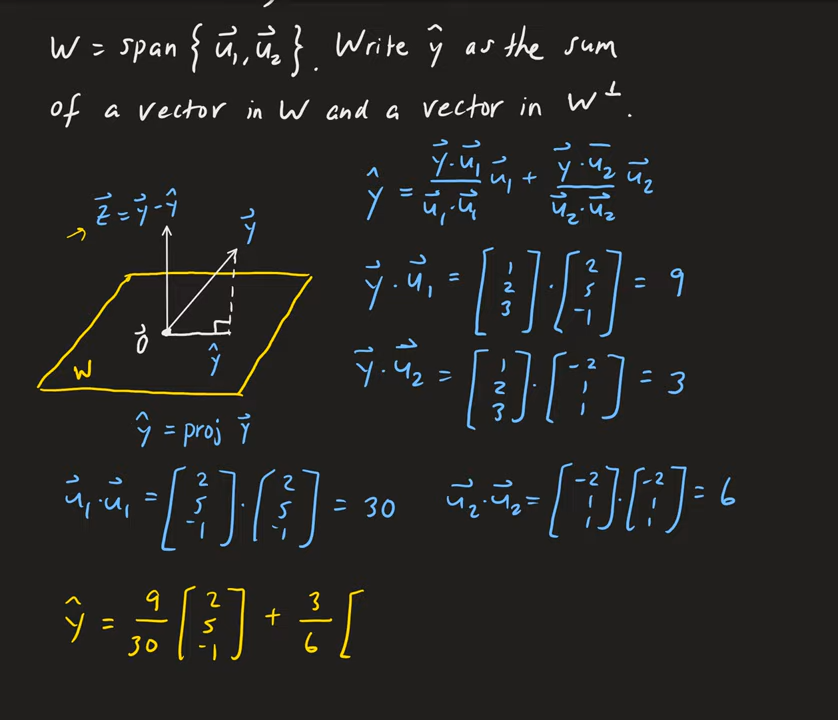 W = span { u⃗₁, u⃗₂ }. Write ŷ as the sum
of a vector in W and a vector in W⊥.
ŷ = (y⃗·u⃗₁)/(u⃗₁·u⃗₁) u⃗₁ + (y⃗·u⃗₂)/(u⃗₂·u⃗₂) u⃗₂
→ z⃗ = y⃗ - ŷ
y⃗
0⃗
ŷ
W
ŷ = proj y⃗
y⃗·u⃗₁ = [1 2 3]·[2 5 -1] = 9
y⃗·u⃗₂ = [1 2 3]·[-2 1 1] = 3
u⃗₁·u⃗₁ = [2 5 -1]·[2 5 -1] = 30
u⃗₂·u⃗₂ = [-2 1 1]·[-2 1 1] = 6
ŷ = 9/30 [2 5 -1] + 3/6 [